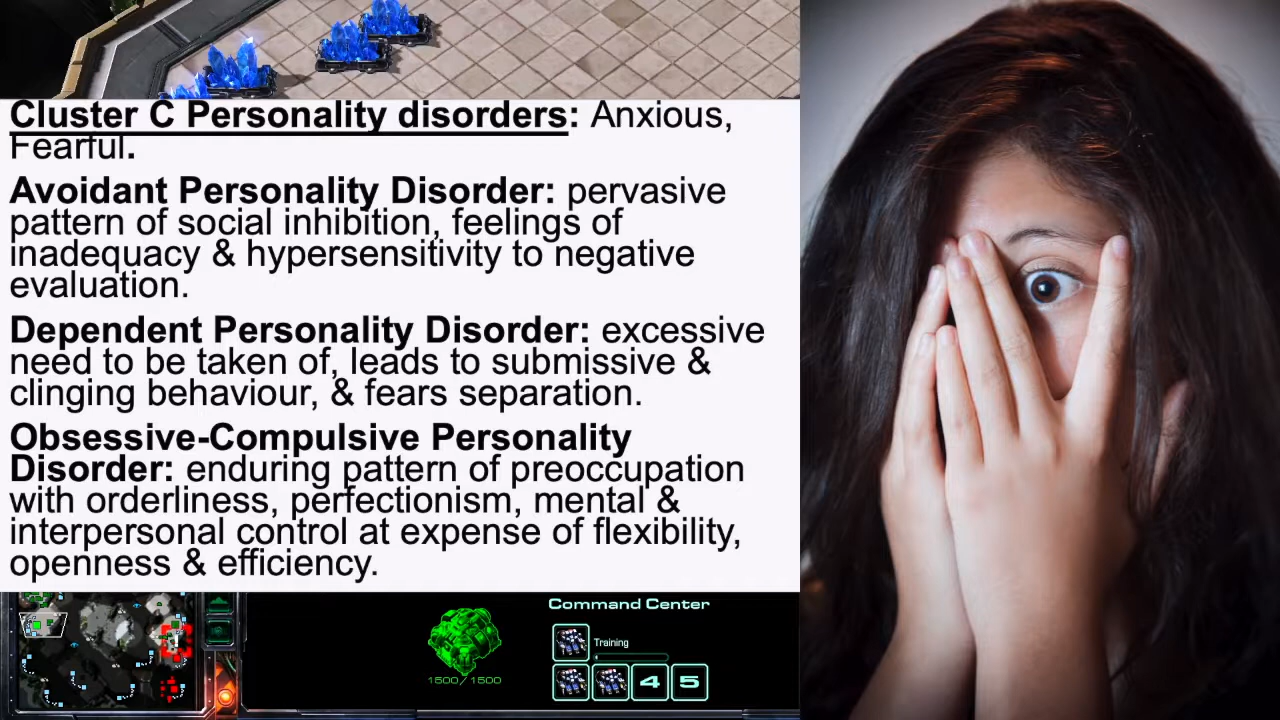 Cluster C Personality disorders: Anxious,
Fearful.
Avoidant Personality Disorder: pervasive
pattern of social inhibition, feelings of
inadequacy & hypersensitivity to negative
evaluation.
Dependent Personality Disorder: excessive
need to be taken of, leads to submissive &
clinging behaviour, & fears separation.
Obsessive-Compulsive Personality
Disorder: enduring pattern of preoccupation
with orderliness, perfectionism, mental &
interpersonal control at expense of flexibility,
openness & efficiency.
Command Center
Training
1500/1500
4 5